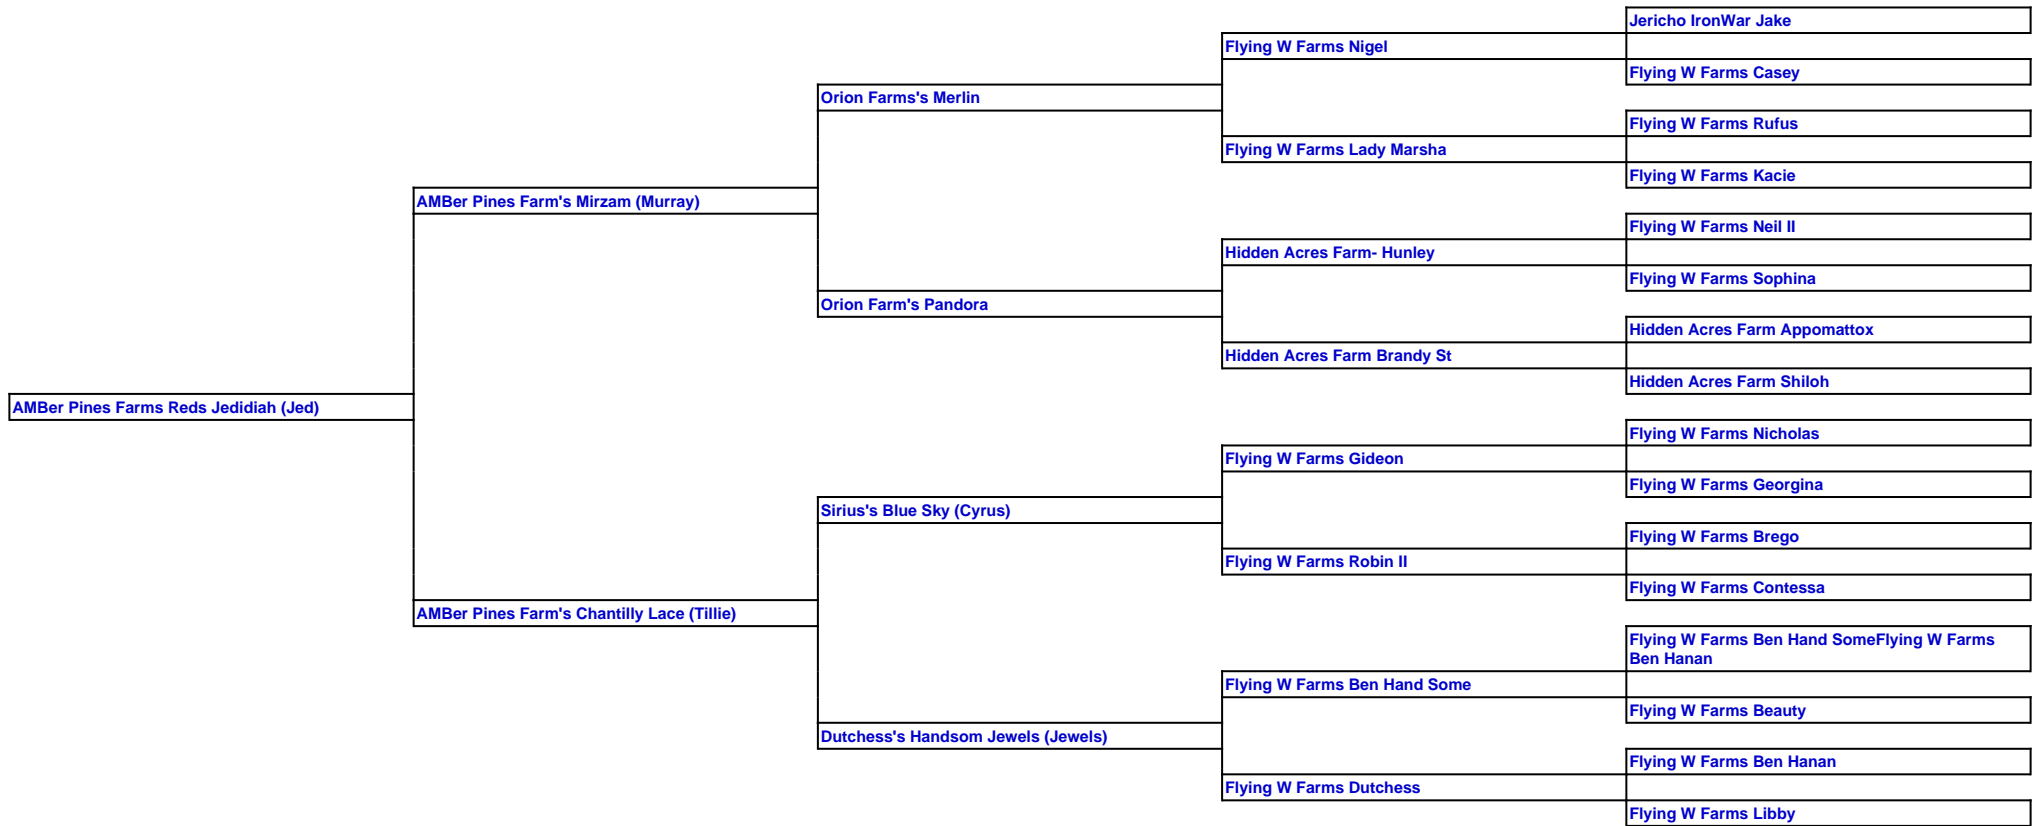 Jericho IronWar Jake
Flying W Farms Nigel
Flying W Farms Casey
Orion Farms's Merlin
Flying W Farms Rufus
Flying W Farms Lady Marsha
Flying W Farms Kacie
AMBer Pines Farm's Mirzam (Murray)
Flying W Farms Neil II
Hidden Acres Farm- Hunley
Flying W Farms Sophina
Orion Farm's Pandora
Hidden Acres Farm Appomattox
Hidden Acres Farm Brandy St
Hidden Acres Farm Shiloh
AMBer Pines Farms Reds Jedidiah (Jed)
Flying W Farms Nicholas
Flying W Farms Gideon
Flying W Farms Georgina
Sirius's Blue Sky (Cyrus)
Flying W Farms Brego
Flying W Farms Robin II
Flying W Farms Contessa
AMBer Pines Farm's Chantilly Lace (Tillie)
Flying W Farms Ben Hand SomeFlying W Farms
Ben Hanan
Flying W Farms Ben Hand Some
Flying W Farms Beauty
Dutchess's Handsom Jewels (Jewels)
Flying W Farms Ben Hanan
Flying W Farms Dutchess
Flying W Farms Libby